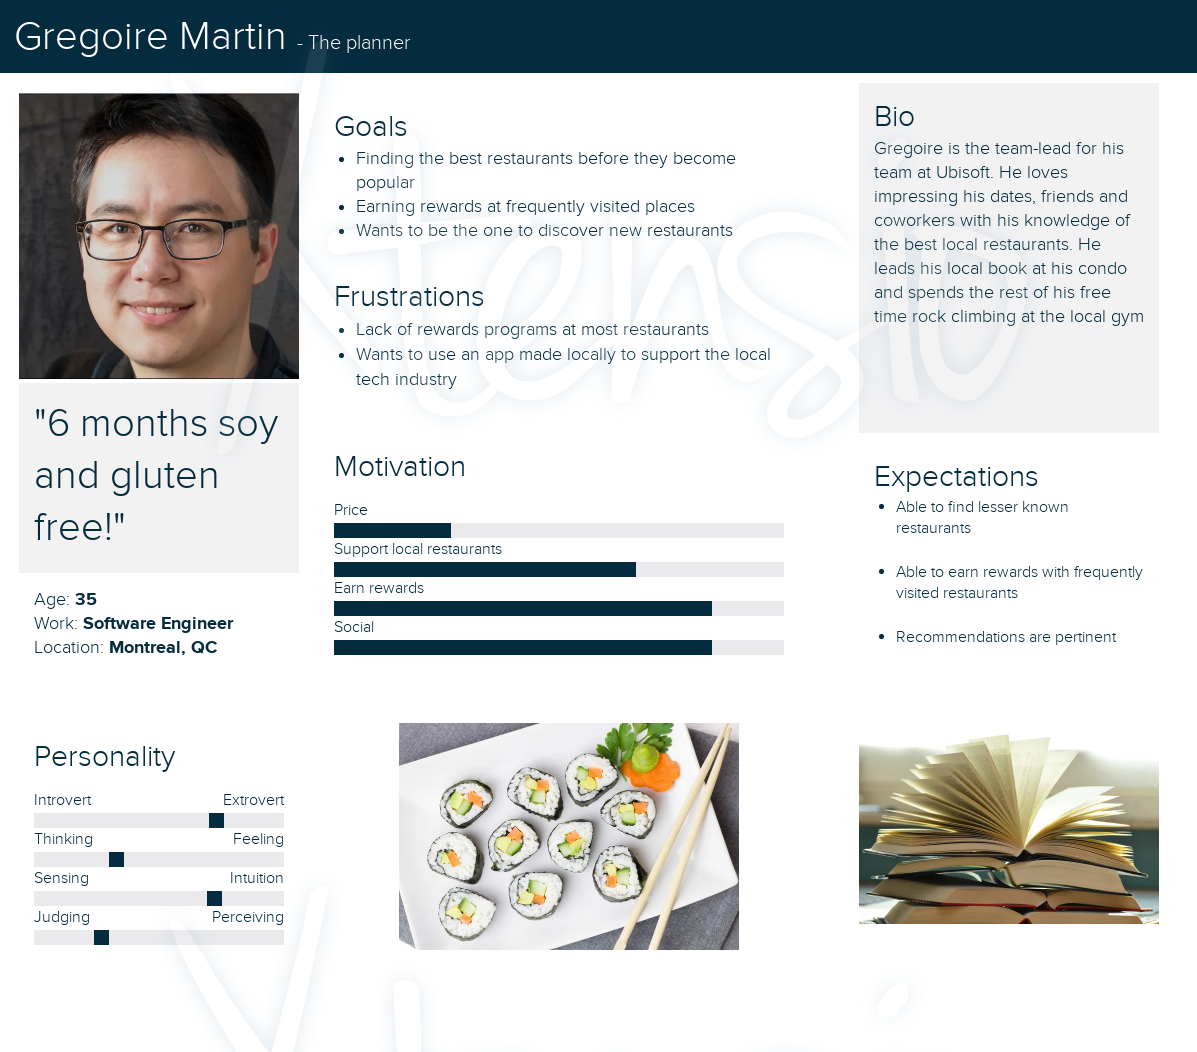 Gregoire Martin - The planner
"6 months soy
and gluten
free!"
Age: 35
Work: Software Engineer
Location: Montreal, QC
Personality
Introvert Extrovert
Thinking Feeling
Sensing Intuition
Judging Perceiving
Goals
• Finding the best restaurants before they become
popular
• Earning rewards at frequently visited places
• Wants to be the one to discover new restaurants
Frustrations
• Lack of rewards programs at most restaurants
• Wants to use an app made locally to support the local
tech industry
Motivation
Price
Support local restaurants
Earn rewards
Social
Bio
Gregoire is the team-lead for his
team at Ubisoft. He loves
impressing his dates, friends and
coworkers with his knowledge of
the best local restaurants. He
leads his local book at his condo
and spends the rest of his free
time rock climbing at the local gym
Expectations
• Able to find lesser known
restaurants
• Able to earn rewards with frequently
visited restaurants
• Recommendations are pertinent
Xtensio